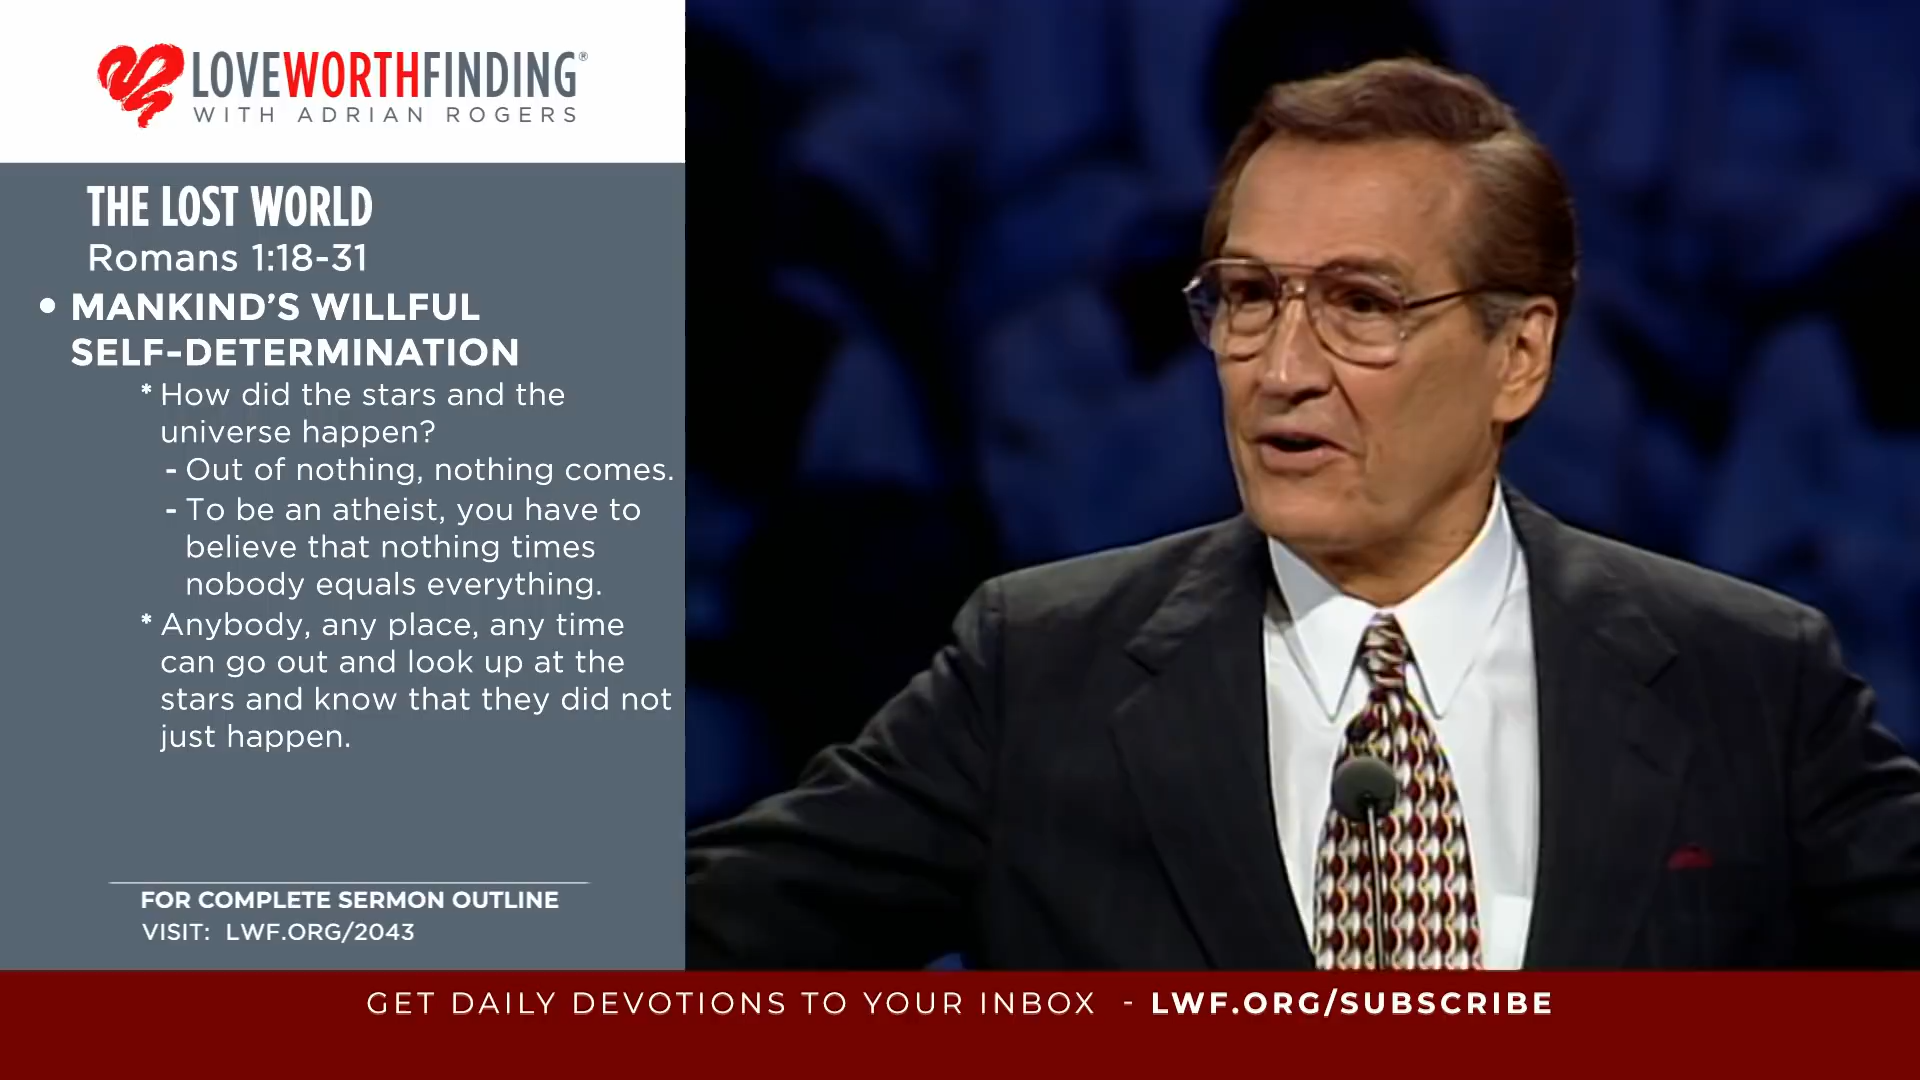 LOVEWORTHFINDING®
WITH ADRIAN ROGERS
THE LOST WORLD
Romans 1:18-31
• MANKIND’S WILLFUL
SELF-DETERMINATION
* How did the stars and the
universe happen?
- Out of nothing, nothing comes.
- To be an atheist, you have to
believe that nothing times
nobody equals everything.
* Anybody, any place, any time
can go out and look up at the
stars and know that they did not
just happen.
FOR COMPLETE SERMON OUTLINE
VISIT: LWF.ORG/2043
GET DAILY DEVOTIONS TO YOUR INBOX - LWF.ORG/SUBSCRIBE